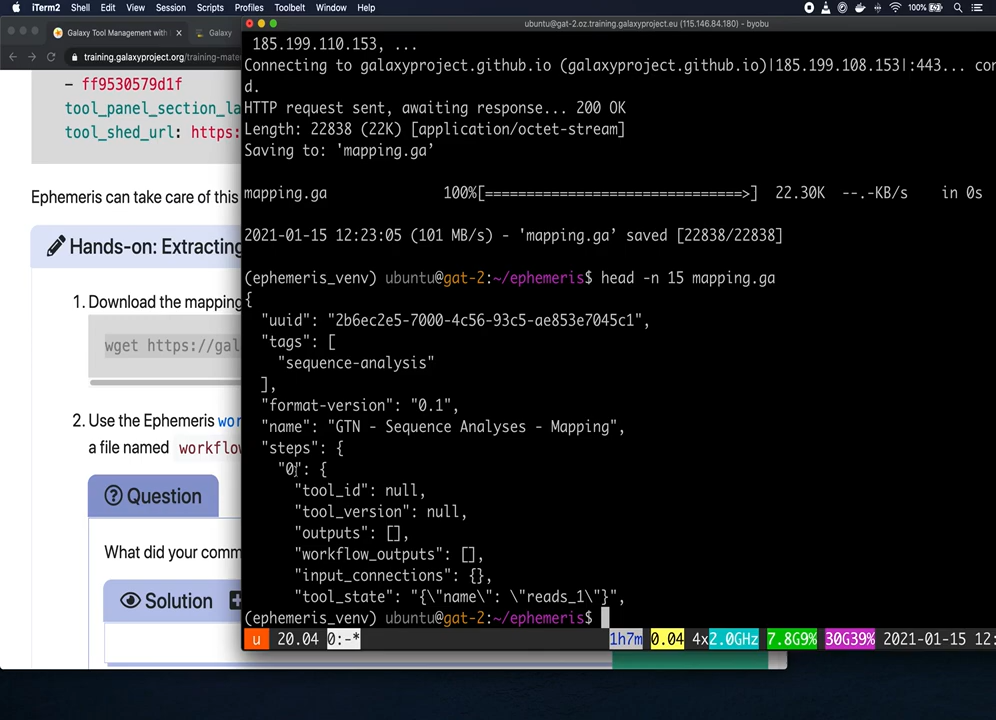 iTerm2 Shell Edit View Session Scripts Profiles Toolbelt Window Help 100%
Galaxy Tool Management with
Galaxy
training.galaxyproject.org/training-mate
- ff9530579d1f
tool_panel_section_la
tool_shed_url: https:
Ephemeris can take care of this
Hands-on: Extracting
1. Download the mapping
wget https://gal
2. Use the Ephemeris wor
a file named workflo
Question
What did your comm
Solution
ubuntu@gat-2.oz.training.galaxyproject.eu (115.146.84.180) - byobu
185.199.110.153, ...
Connecting to galaxyproject.github.io (galaxyproject.github.io)|185.199.108.153|:443... con
d.
HTTP request sent, awaiting response... 200 OK
Length: 22838 (22K) [application/octet-stream]
Saving to: 'mapping.ga'
mapping.ga 100%[==============================>] 22.30K --.-KB/s in 0s
2021-01-15 12:23:05 (101 MB/s) - 'mapping.ga' saved [22838/22838]
(ephemeris_venv) ubuntu@gat-2:~/ephemeris$ head -n 15 mapping.ga
{
"uuid": "2b6ec2e5-7000-4c56-93c5-ae853e7045c1",
"tags": [
"sequence-analysis"
],
"format-version": "0.1",
"name": "GTN - Sequence Analyses - Mapping",
"steps": {
"0": {
"tool_id": null,
"tool_version": null,
"outputs": [],
"workflow_outputs": [],
"input_connections": {},
"tool_state": "{\"name\": \"reads_1\"}",
(ephemeris_venv) ubuntu@gat-2:~/ephemeris$
u 20.04 0:-* 1h7m 0.04 4x2.0GHz 7.8G9% 30G39% 2021-01-15 12: